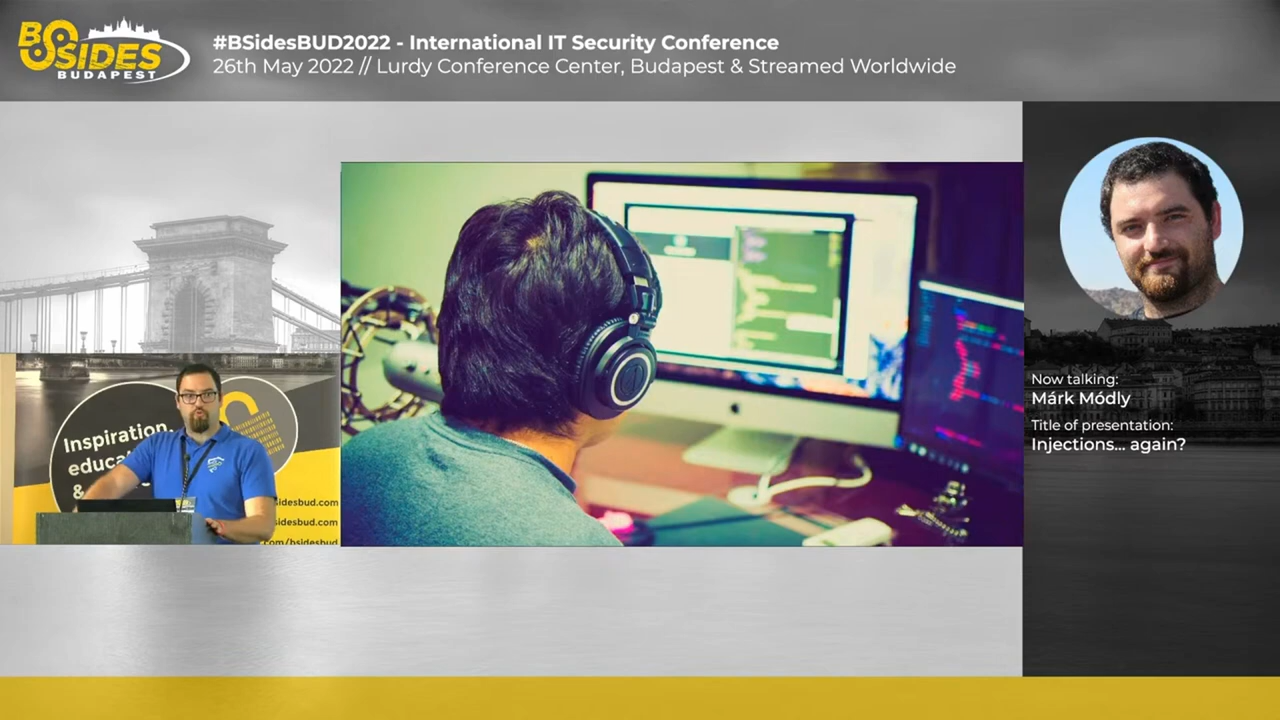 BSIDES
BUDAPEST
#BSidesBUD2022 - International IT Security Conference
26th May 2022 // Lurdy Conference Center, Budapest & Streamed Worldwide
Inspiration,
&
sidesbud.com
sidesbud.com
com/bsidesbud
Now talking:
Márk Módly
Title of presentation:
Injections... again?